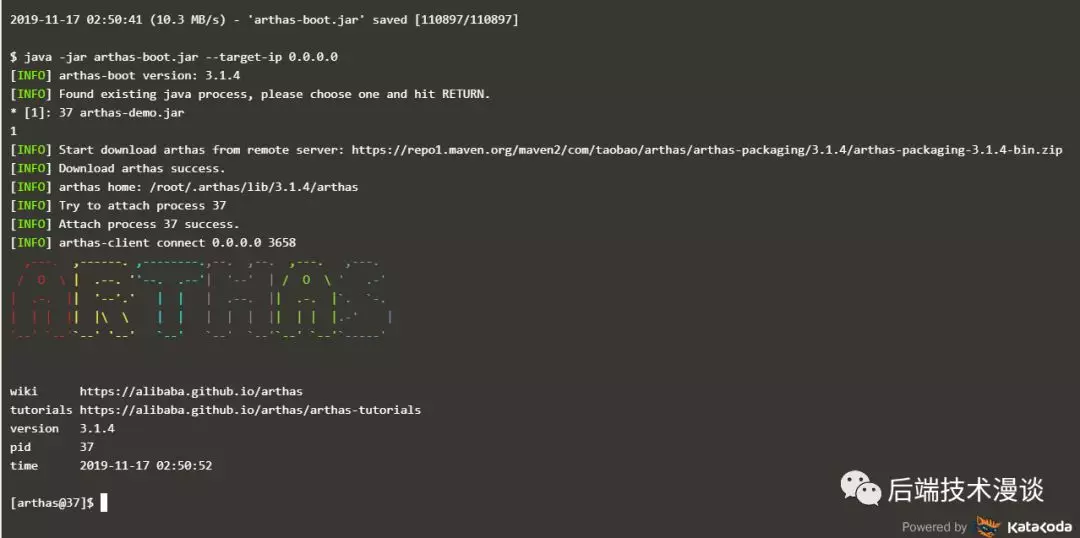 2019-11-17 02:50:41 (10.3 MB/s) - 'arthas-boot.jar' saved [110897/110897]
$ java -jar arthas-boot.jar --target-ip 0.0.0.0
[INFO] arthas-boot version: 3.1.4
[INFO] Found existing java process, please choose one and hit RETURN.
* [1]: 37 arthas-demo.jar
1
[INFO] Start download arthas from remote server: https://repo1.maven.org/maven2/com/taobao/arthas/arthas-packaging/3.1.4/arthas-packaging-3.1.4-bin.zip
[INFO] Download arthas success.
[INFO] arthas home: /root/.arthas/lib/3.1.4/arthas
[INFO] Try to attach process 37
[INFO] Attach process 37 success.
[INFO] arthas-client connect 0.0.0.0 3658
ARTHAS
wiki https://alibaba.github.io/arthas
tutorials https://alibaba.github.io/arthas/arthas-tutorials
version 3.1.4
pid 37
time 2019-11-17 02:50:52
[arthas@37]$
后端技术漫谈
Powered by Katacoda